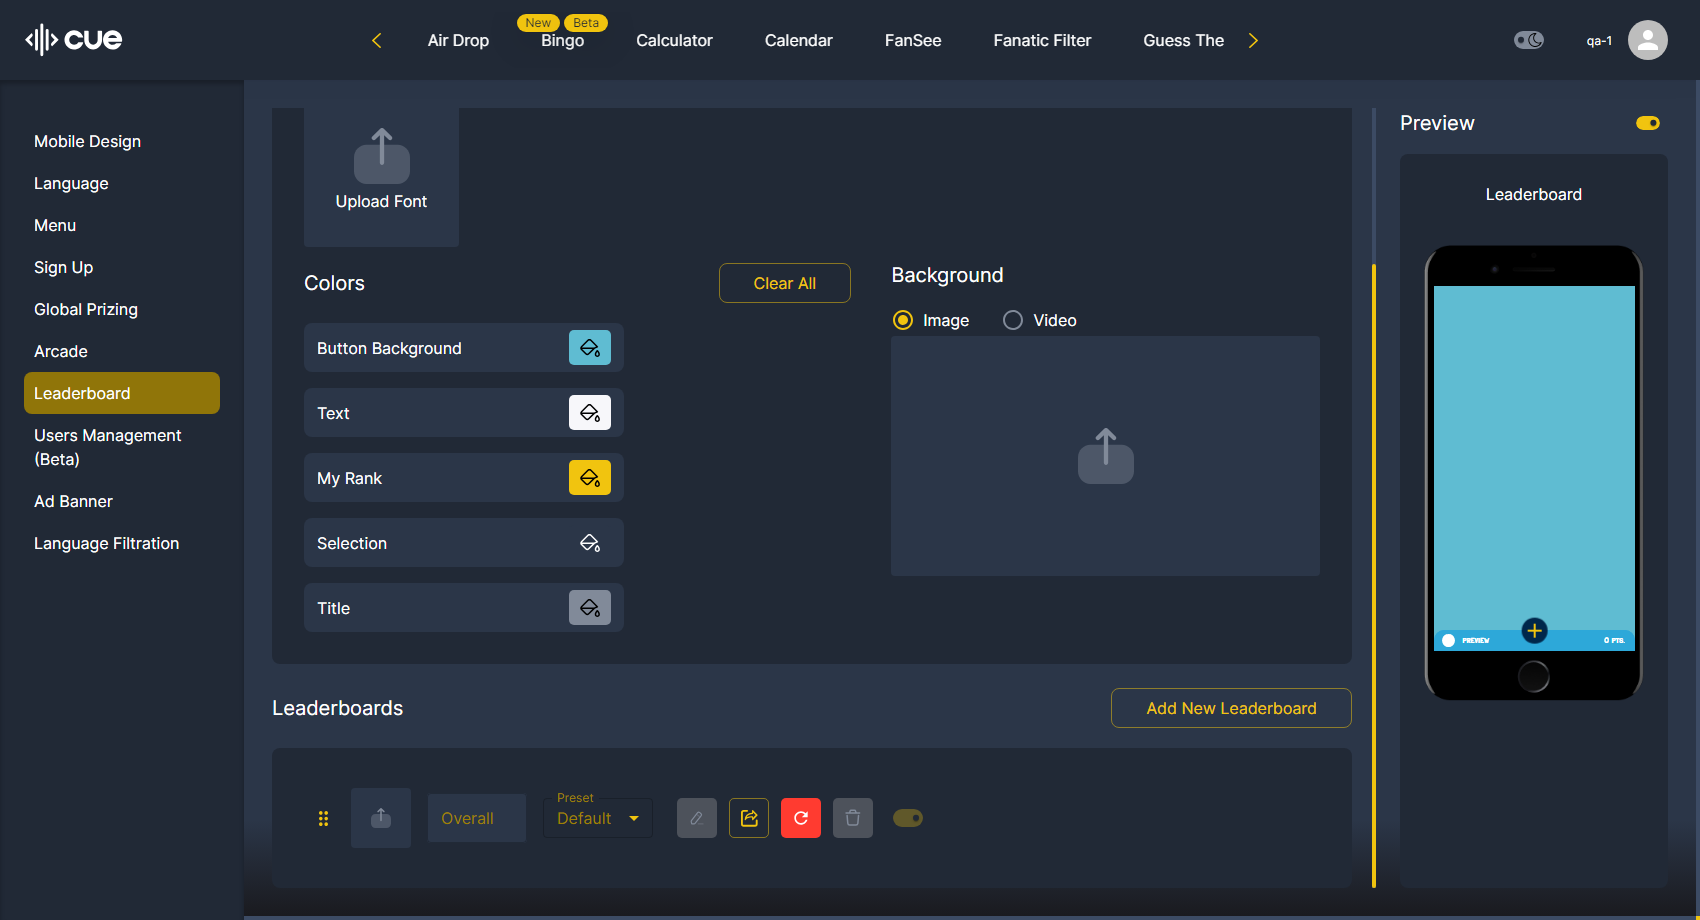 cue
New Beta
Air Drop Bingo Calculator Calendar FanSee Fanatic Filter Guess The
qa-1
Mobile Design
Language
Menu
Sign Up
Global Prizing
Arcade
Leaderboard
Users Management
(Beta)
Ad Banner
Language Filtration
Upload Font
Colors
Clear All
Button Background
Text
My Rank
Selection
Title
Background
Image Video
Leaderboards
Add New Leaderboard
Overall
Preset
Default
Preview
Leaderboard
PREVIEW
0 PTS.